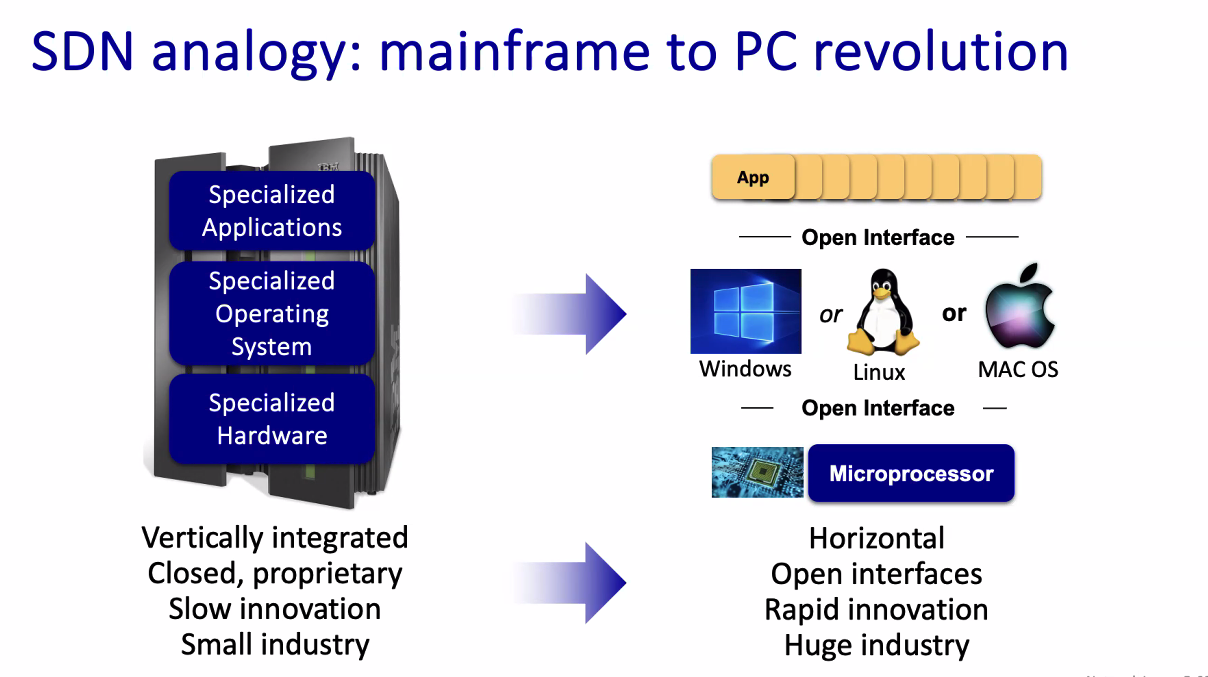 SDN analogy: mainframe to PC revolution
IBM
Specialized
Applications
Specialized
Operating
System
Specialized
Hardware
App
Open Interface
or
or
Windows
Linux
MAC OS
Open Interface
Microprocessor
Vertically integrated
Closed, proprietary
Slow innovation
Small industry
Horizontal
Open interfaces
Rapid innovation
Huge industry